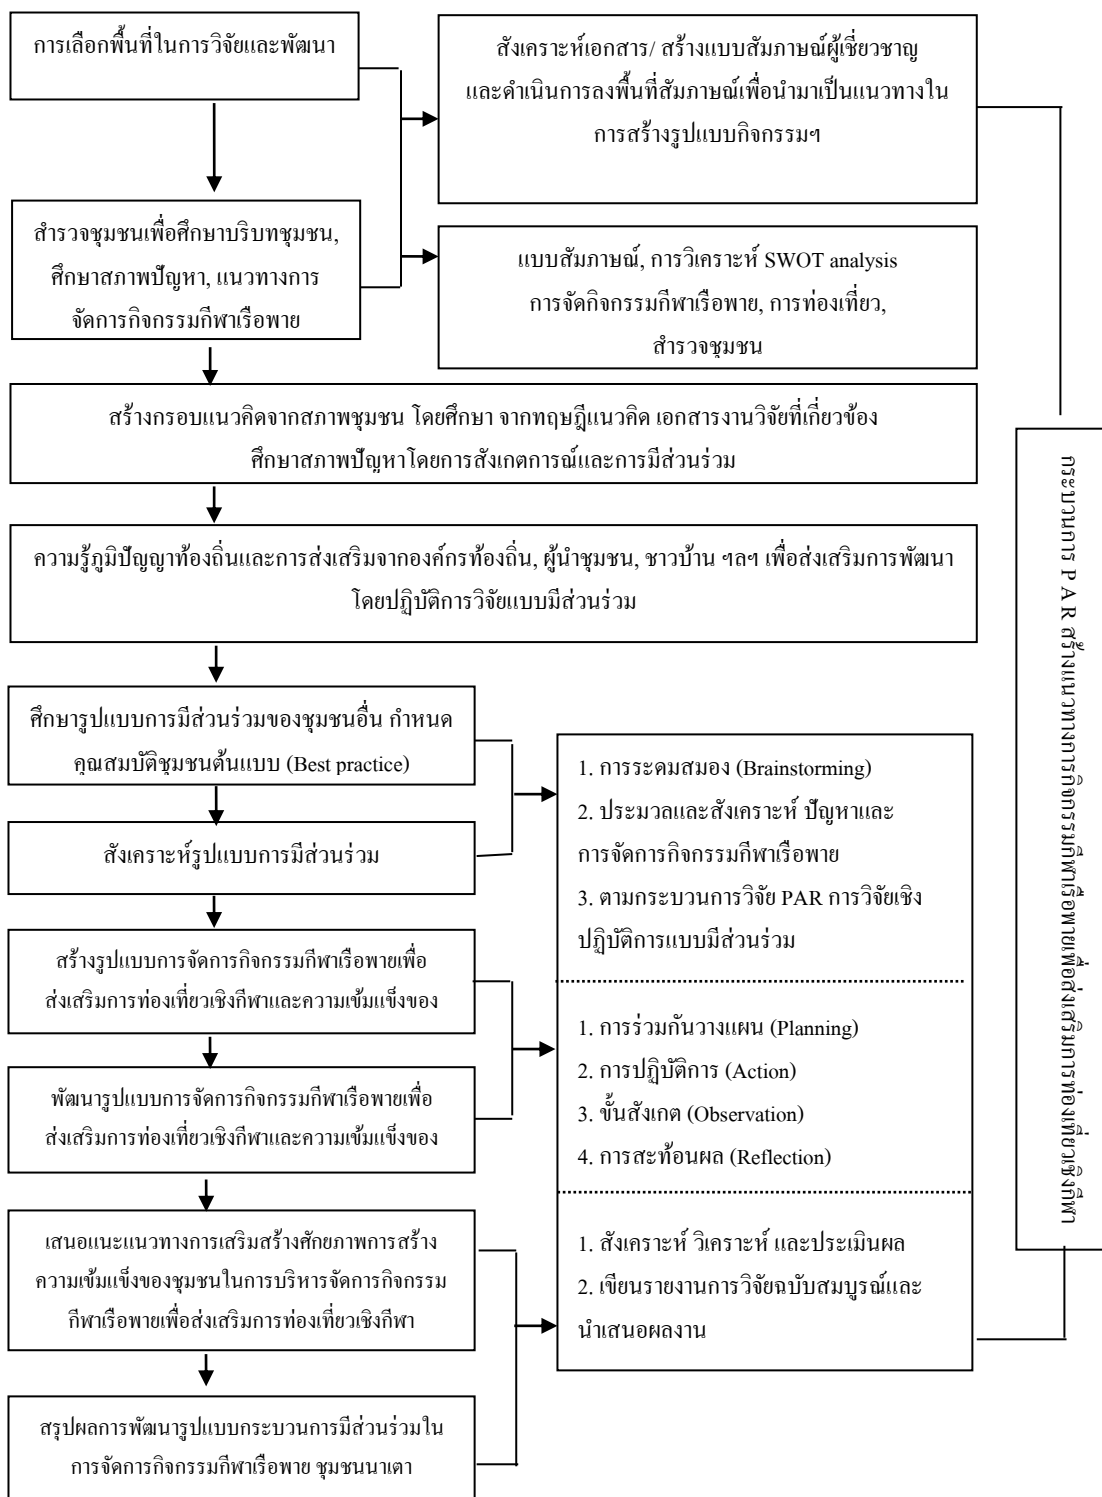 การเลือกพื้นที่ในการวิจัยและพัฒนา
สังเคราะห์เอกสาร/ สร้างแบบสัมภาษณ์ผู้เชี่ยวชาญ
และดำเนินการลงพื้นที่สัมภาษณ์เพื่อนำมาเป็นแนวทางใน
การสร้างรูปแบบกิจกรรมฯ
สำรวจชุมชนเพื่อศึกษาบริบทชุมชน,
ศึกษาสภาพปัญหา, แนวทางการ
จัดการกิจกรรมกีฬาเรือพาย
แบบสัมภาษณ์, การวิเคราะห์ SWOT analysis
การจัดกิจกรรมกีฬาเรือพาย, การท่องเที่ยว,
สำรวจชุมชน
สร้างกรอบแนวคิดจากสภาพชุมชน โดยศึกษา จากทฤษฎีแนวคิด เอกสารงานวิจัยที่เกี่ยวข้อง
ศึกษาสภาพปัญหาโดยการสังเกตการณ์และการมีส่วนร่วม
ความรู้ภูมิปัญญาท้องถิ่นและการส่งเสริมจากองค์กรท้องถิ่น, ผู้นำชุมชน, ชาวบ้าน ฯลฯ เพื่อส่งเสริมการพัฒนา
โดยปฏิบัติการวิจัยแบบมีส่วนร่วม
ศึกษารูปแบบการมีส่วนร่วมของชุมชนอื่น กำหนด
คุณสมบัติชุมชนต้นแบบ (Best practice)
สังเคราะห์รูปแบบการมีส่วนร่วม
สร้างรูปแบบการจัดการกิจกรรมกีฬาเรือพายเพื่อ
ส่งเสริมการท่องเที่ยวเชิงกีฬาและความเข้มแข็งของ
พัฒนารูปแบบการจัดการกิจกรรมกีฬาเรือพายเพื่อ
ส่งเสริมการท่องเที่ยวเชิงกีฬาและความเข้มแข็งของ
เสนอแนะแนวทางการเสริมสร้างศักยภาพการสร้าง
ความเข้มแข็งของชุมชนในการบริหารจัดการกิจกรรม
กีฬาเรือพายเพื่อส่งเสริมการท่องเที่ยวเชิงกีฬา
สรุปผลการพัฒนารูปแบบกระบวนการมีส่วนร่วมใน
การจัดการกิจกรรมกีฬาเรือพาย ชุมชนนาเตา
1. การระดมสมอง (Brainstorming)
2. ประมวลและสังเคราะห์ ปัญหาและ
การจัดการกิจกรรมกีฬาเรือพาย
3. ตามกระบวนการวิจัย PAR การวิจัยเชิง
ปฏิบัติการแบบมีส่วนร่วม
1. การร่วมกันวางแผน (Planning)
2. การปฏิบัติการ (Action)
3. ขั้นสังเกต (Observation)
4. การสะท้อนผล (Reflection)
1. สังเคราะห์ วิเคราะห์ และประเมินผล
2. เขียนรายงานการวิจัยฉบับสมบูรณ์และ
นำเสนอผลงาน
กระบวนการ P A R สร้างแนวทางการกิจกรรมกีฬาเรือพายเพื่อส่งเสริมการท่องเที่ยวเชิงกีฬา